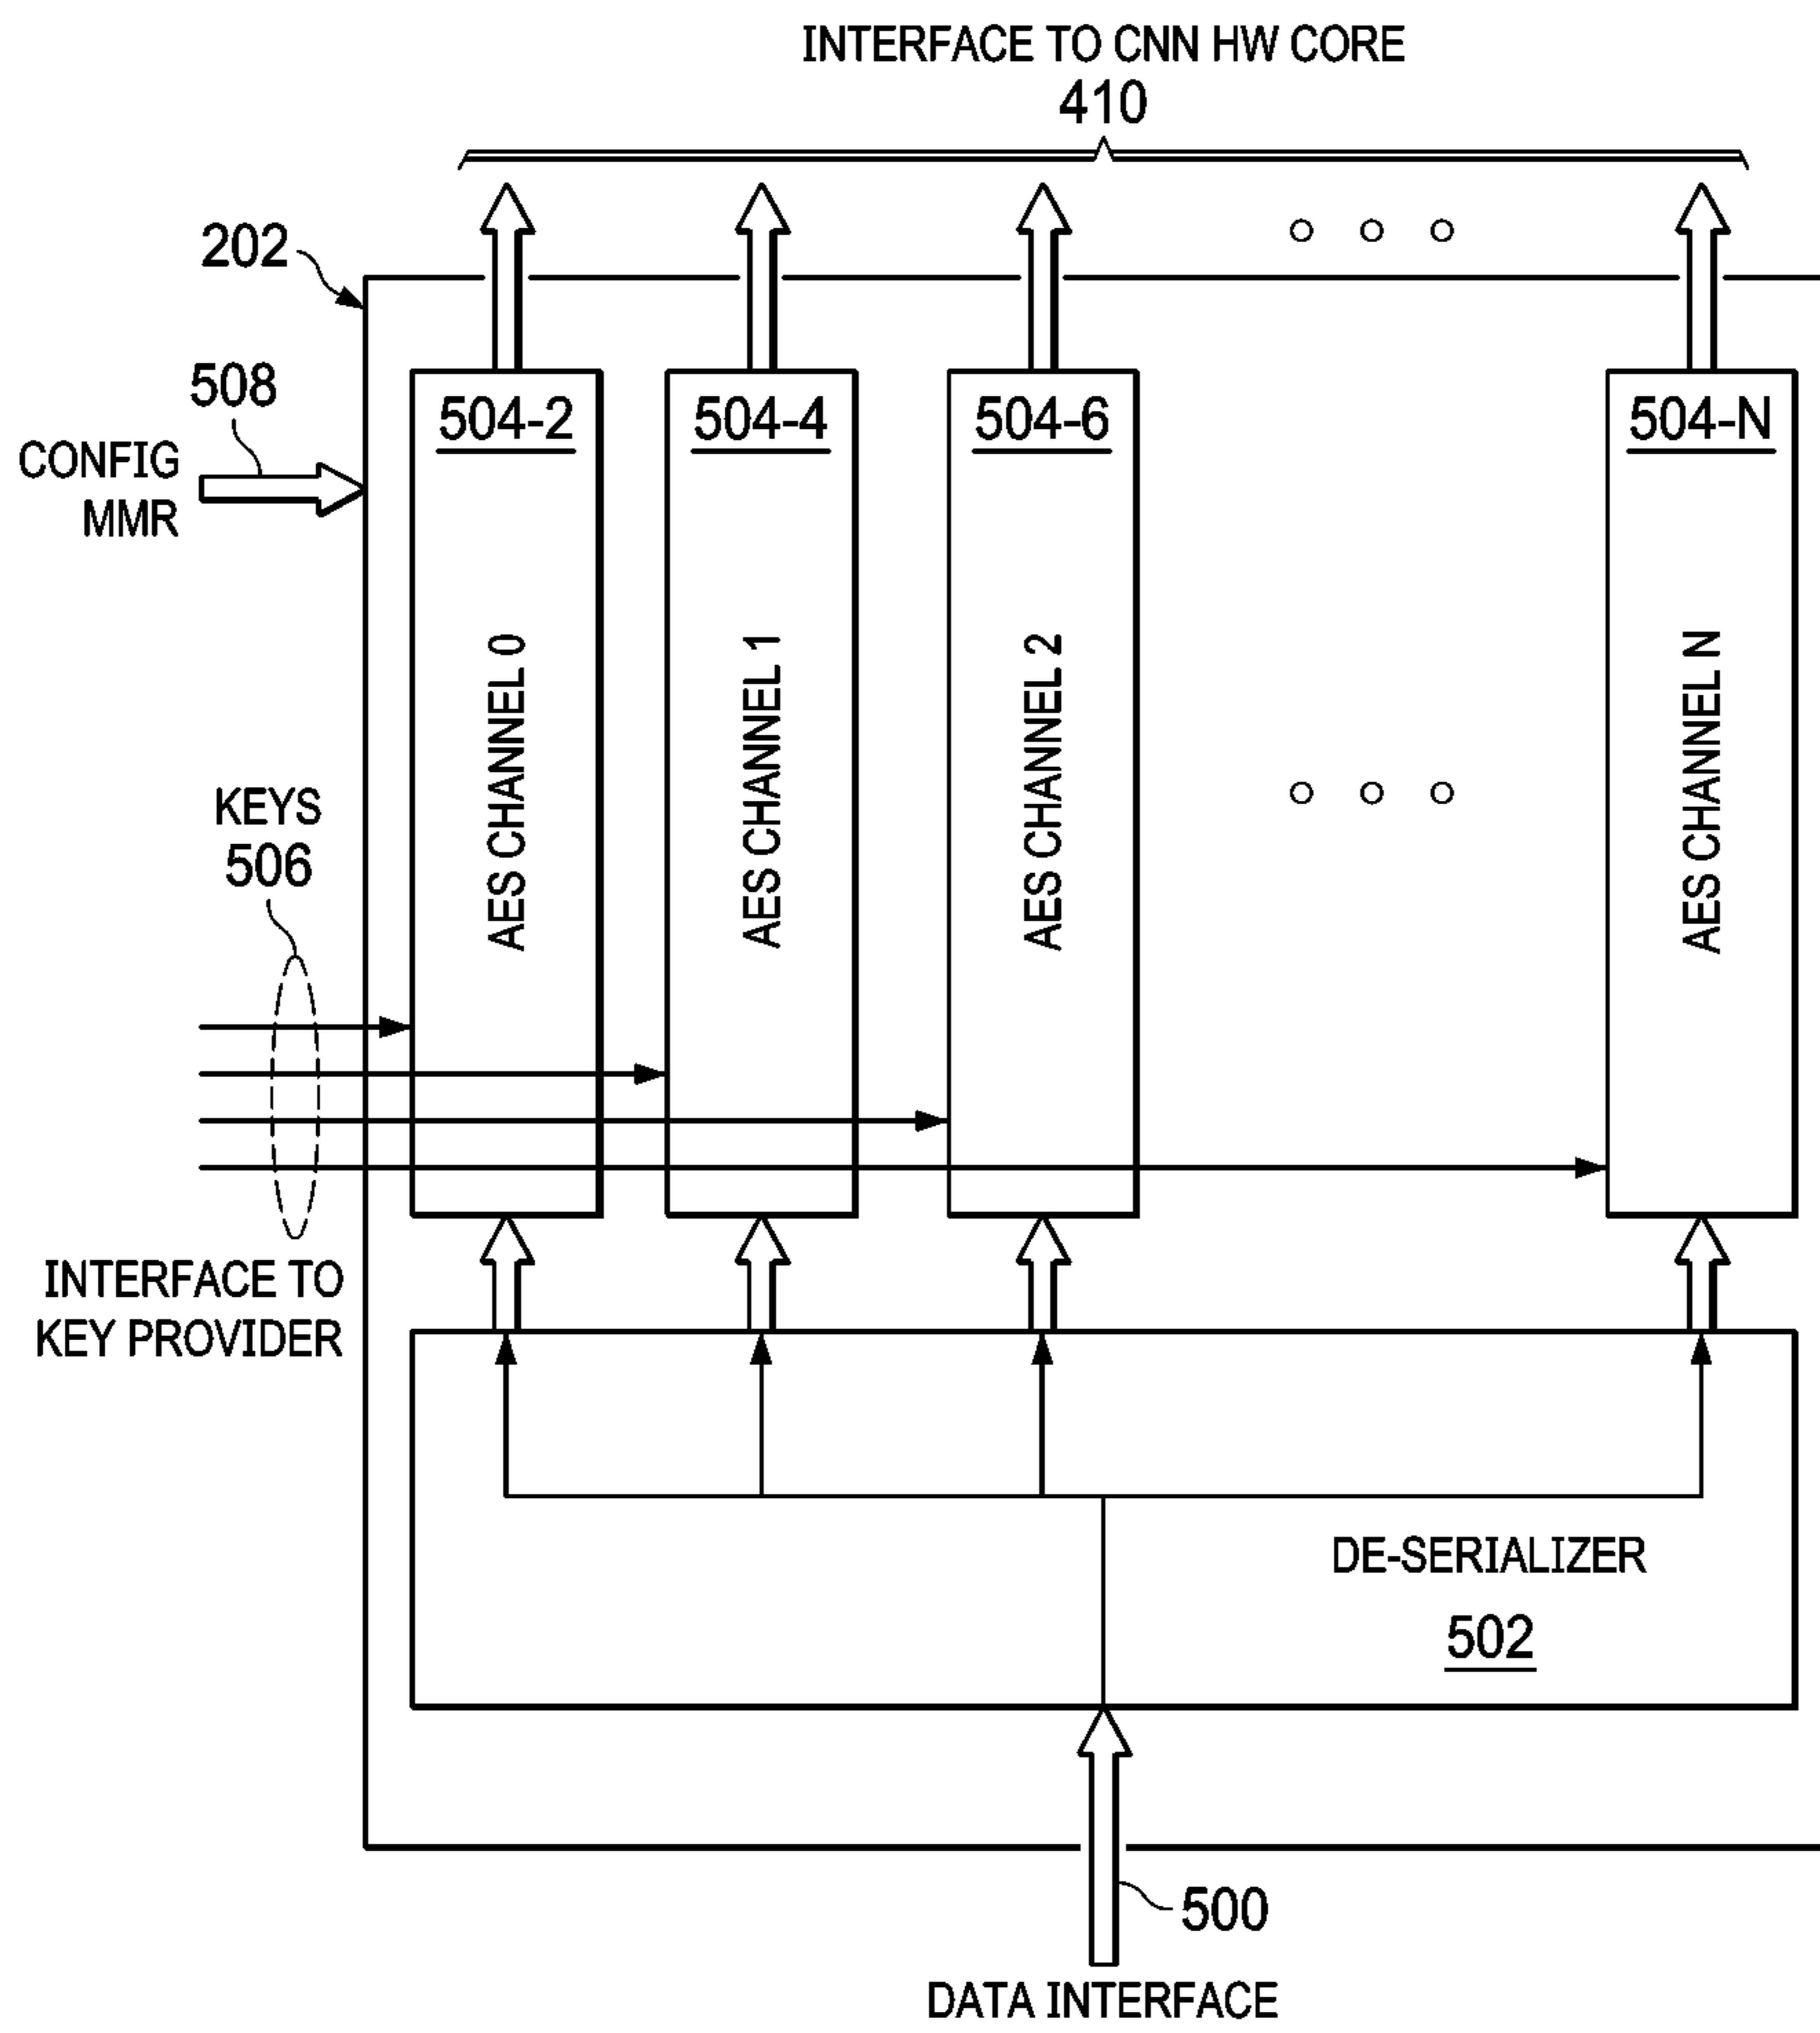 INTERFACE TO CNN HW CORE
410
202
508
CONFIG
MMR
504-2
504-4
504-6
504-N
AES CHANNEL 0
AES CHANNEL 1
AES CHANNEL 2
AES CHANNEL N
KEYS
506
INTERFACE TO
KEY PROVIDER
DE-SERIALIZER
502
500
DATA INTERFACE